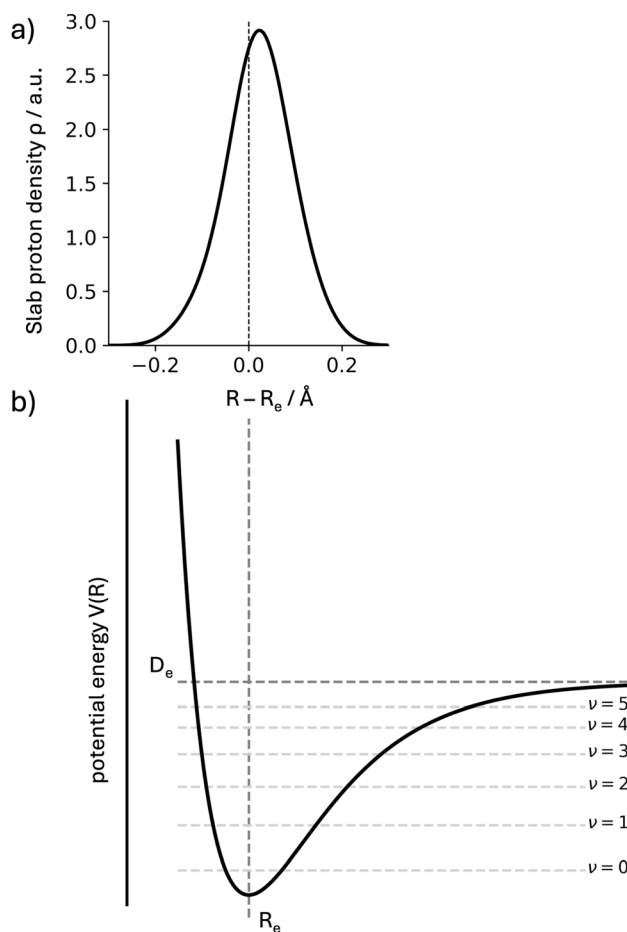 a)
Slab proton density ρ / a.u.
3.0
2.5
2.0
1.5
1.0
0.5
0.0
−0.2
0.0
0.2
R – Rₑ / Å
b)
potential energy V(R)
Dₑ
ν = 5
ν = 4
ν = 3
ν = 2
ν = 1
ν = 0
Rₑ